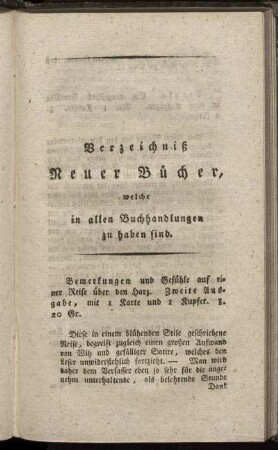 Verzeichniß
Neuer Bücher,
welche
in allen Buchhandlungen
zu haben sind.
Bemerkungen und Gefühle auf ei-
ner Reise über den Harz. Zweite Aus-
gabe, mit 1 Karte und 1 Kupfer. 8.
20 Gr.
Diese in einem blühenden Stile geschriebene
Reise, begreift zugleich einen großen Aufwand
von Witz und gefälliger Satire, welches den
Leser unwiderstehlich fortzieht. — Man wird
daher dem Verfasser eben so sehr für die ange-
nehm unterhaltende, als belehrende Stunde
Dank